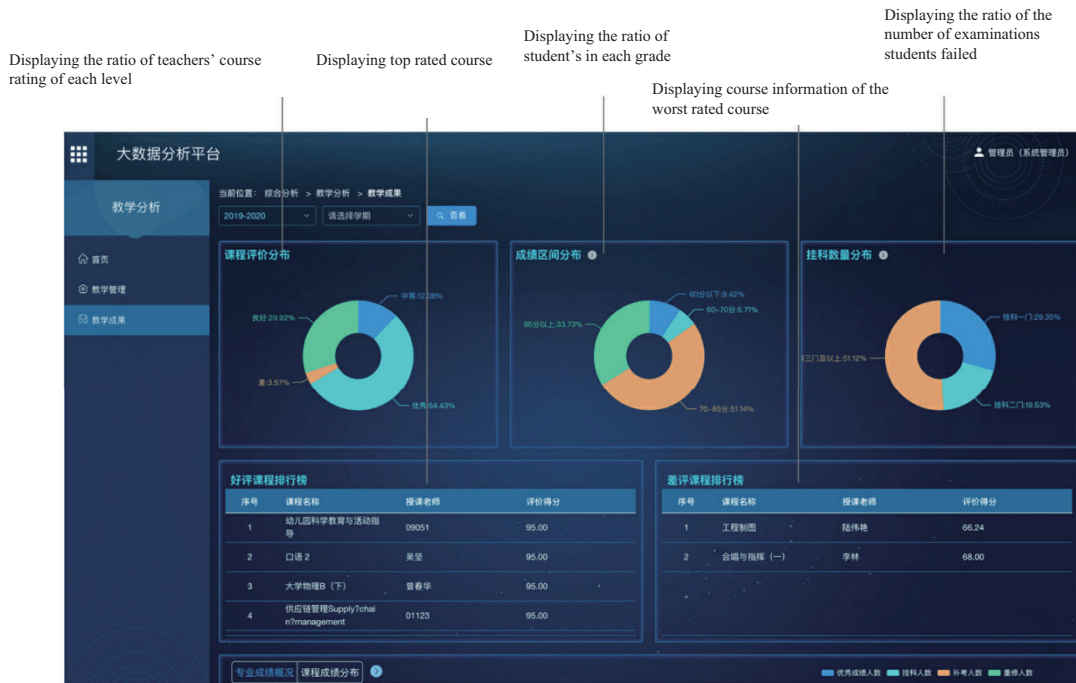 Displaying the ratio of teachers’ course
rating of each level
Displaying top rated course
Displaying the ratio of
student’s in each grade
Displaying course information of the
worst rated course
Displaying the ratio of the
number of examinations
students failed
大数据分析平台
管理员（系统管理员）
教学分析
首页
教学管理
教学成果
当前位置： 综合分析 > 教学分析 > 教学成果
2019-2020
请选择学期
查看
课程评价分布
中等:12.08%
良好:29.92%
差:3.57%
优秀:54.43%
成绩区间分布
60分以下:9.42%
60-70分:5.71%
85分以上:33.73%
70-85分:51.14%
挂科数量分布
挂科一门:29.35%
三门及以上:51.12%
挂科二门:19.53%
好评课程排行榜
序号 课程名称 授课老师 评价得分
1 幼儿园科学教育与活动指
导 09051 95.00
2 口语 2 吴坚 95.00
3 大学物理B（下） 曾春华 95.00
4 供应链管理Supply?chai
n?management 01123 95.00
差评课程排行榜
序号 课程名称 授课老师 评价得分
1 工程制图 陆伟艳 66.24
2 合唱与指挥（一） 李林 68.00
专业成绩概况 课程成绩分布
优秀成绩人数 挂科人数 补考人数 重修人数